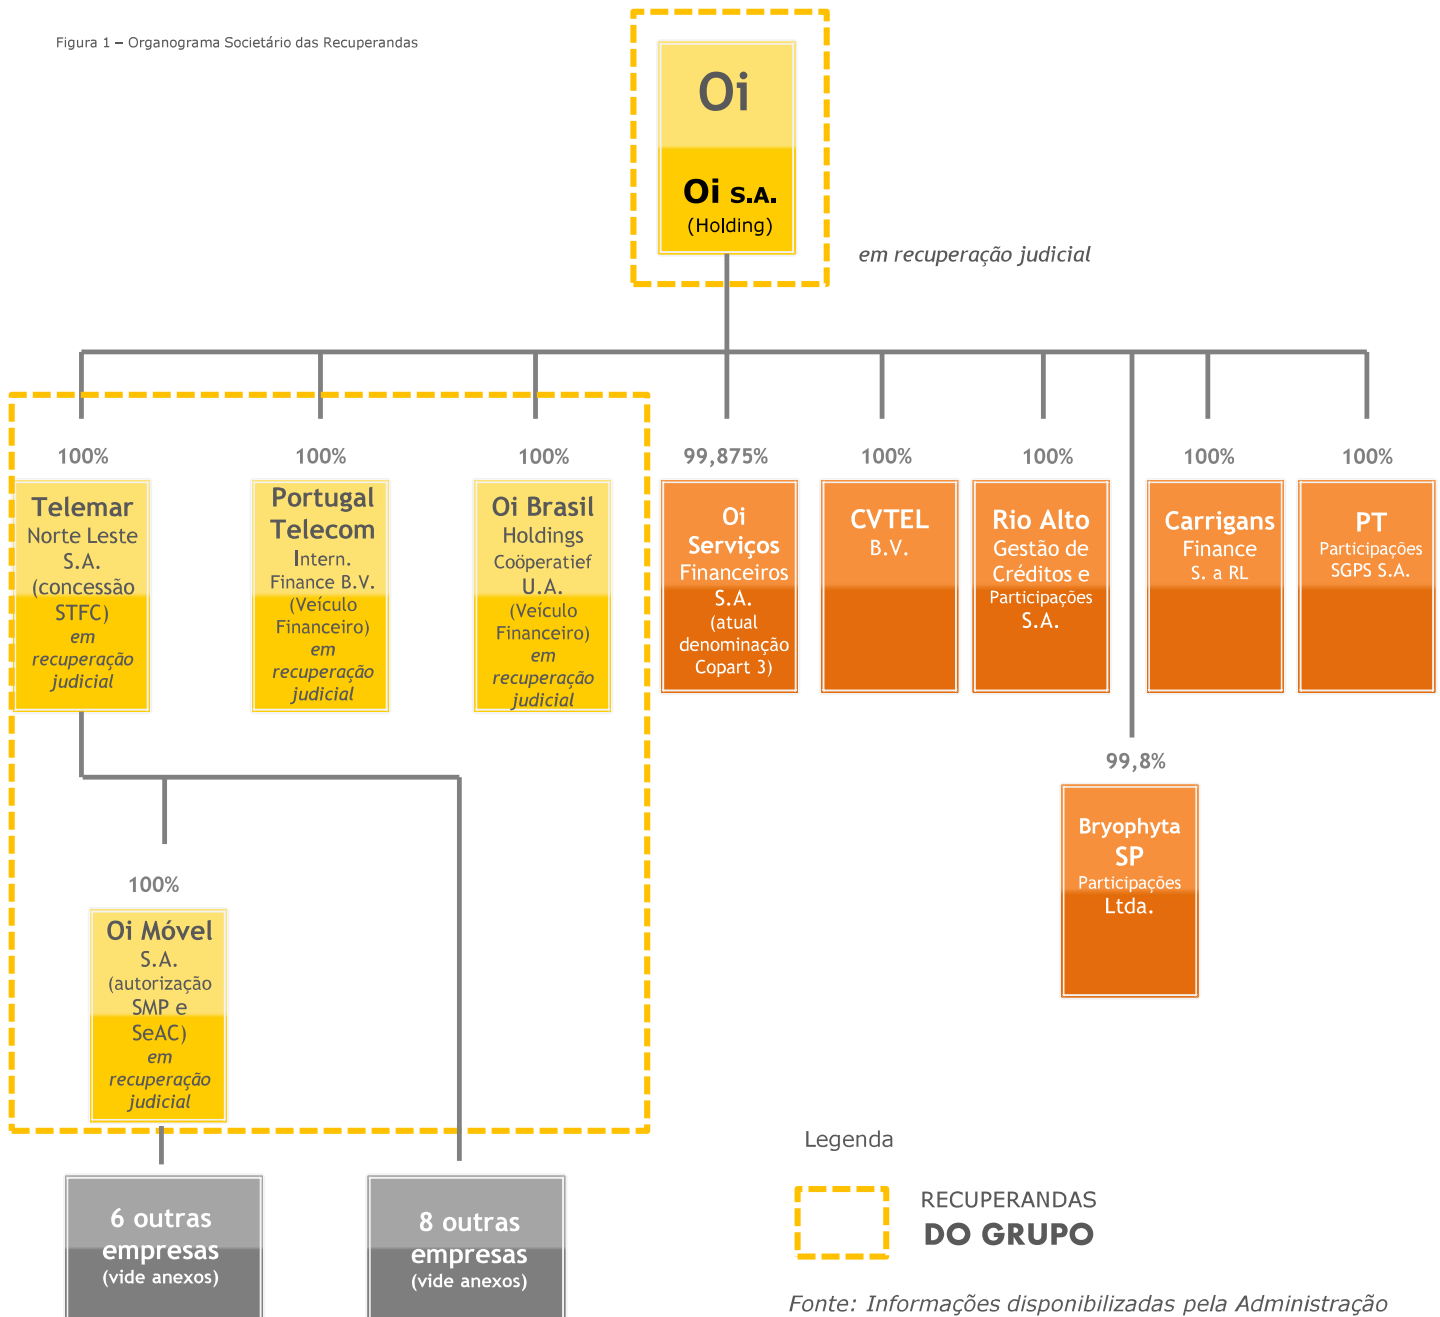 Figura 1 – Organograma Societário das Recuperandas
Oi
Oi S.A.
(Holding)
em recuperação judicial
100%
Telemar
Norte Leste
S.A.
(concessão
STFC)
em
recuperação
judicial
100%
Portugal
Telecom
Intern.
Finance B.V.
(Veículo
Financeiro)
em
recuperação
judicial
100%
Oi Brasil
Holdings
Coöperatief
U.A.
(Veículo
Financeiro)
em
recuperação
judicial
99,875%
Oi
Serviços
Financeiros
S.A.
(atual
denominação
Copart 3)
100%
CVTEL
B.V.
100%
Rio Alto
Gestão de
Créditos e
Participações
S.A.
100%
Carrigans
Finance
S. a RL
100%
PT
Participações
SGPS S.A.
99,8%
Bryophyta
SP
Participações
Ltda.
100%
Oi Móvel
S.A.
(autorização
SMP e
SeAC)
em
recuperação
judicial
6 outras
empresas
(vide anexos)
8 outras
empresas
(vide anexos)
Legenda
RECUPERANDAS
DO GRUPO
Fonte: Informações disponibilizadas pela Administração